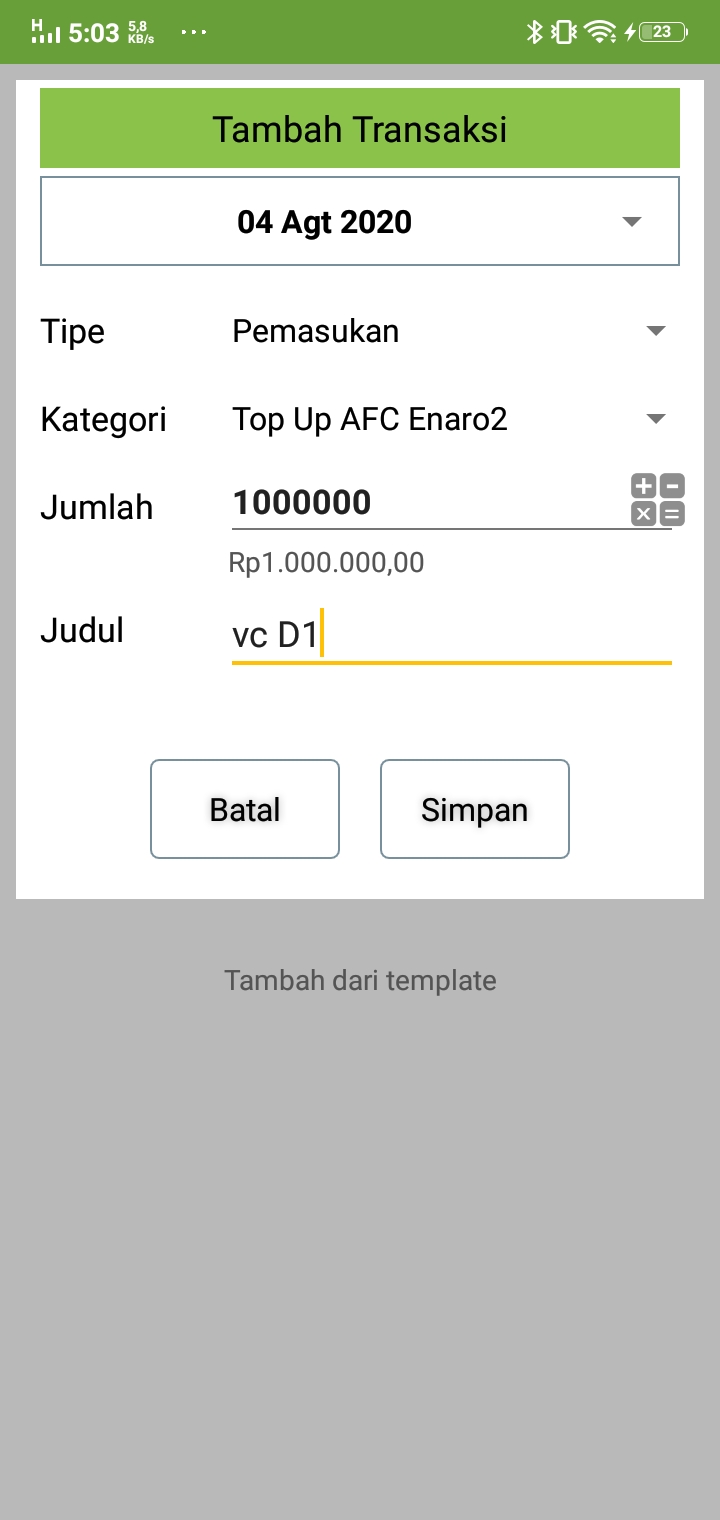 H 5:03 5,8 KB/s ... 23
Tambah Transaksi
04 Agt 2020
Tipe Pemasukan
Kategori Top Up AFC Enaro2
Jumlah 1000000
Rp1.000.000,00
Judul vc D1
Batal Simpan
Tambah dari template